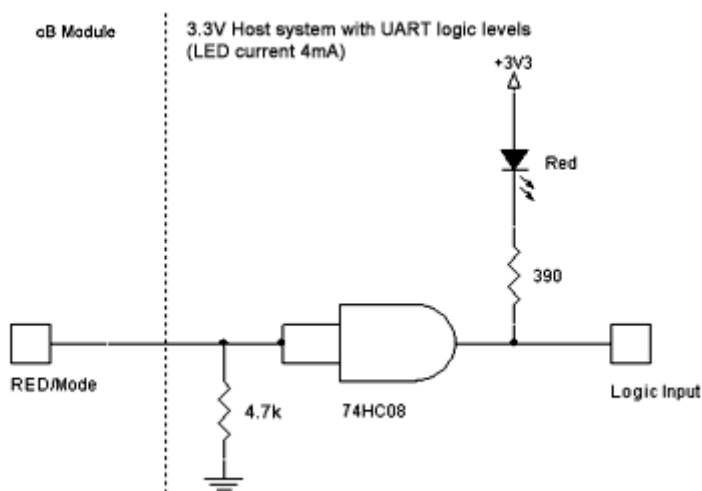 cB Module
3.3V Host system with UART logic levels
(LED current 4mA)
+3V3
Red
390
RED/Mode
4.7k
74HC08
Logic Input